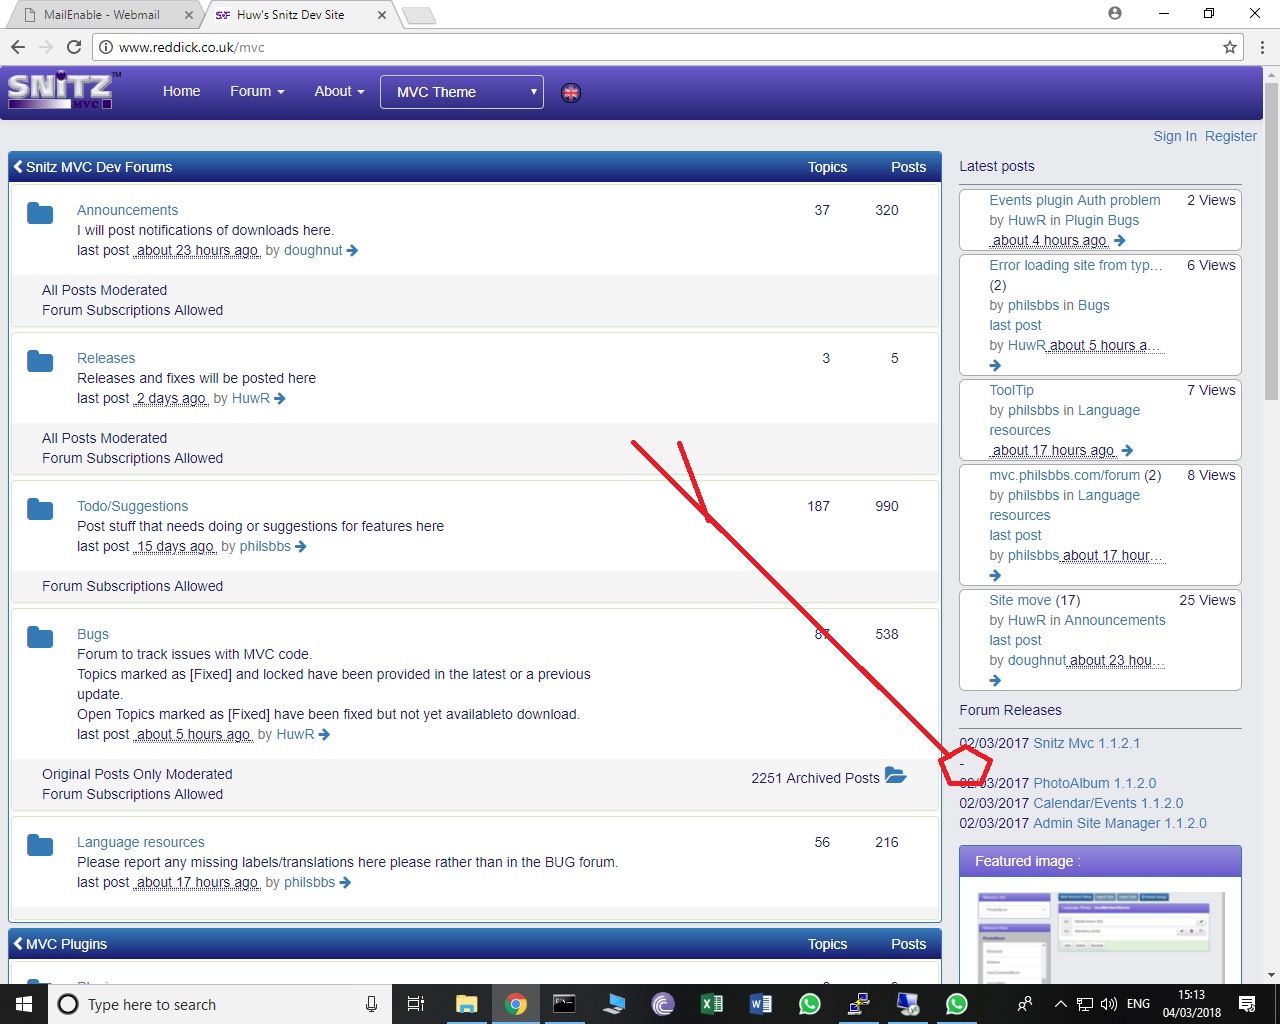 MailEnable - Webmail
Huw's Snitz Dev Site
www.reddick.co.uk/mvc
SNiTZ™ MVC
Home
Forum
About
MVC Theme
Sign In Register
Snitz MVC Dev Forums Topics Posts
Announcements 37 320
I will post notifications of downloads here.
last post about 23 hours ago by doughnut
All Posts Moderated
Forum Subscriptions Allowed
Releases 3 5
Releases and fixes will be posted here
last post 2 days ago by HuwR
All Posts Moderated
Forum Subscriptions Allowed
Todo/Suggestions 187 990
Post stuff that needs doing or suggestions for features here
last post 15 days ago by philsbbs
Forum Subscriptions Allowed
Bugs 87 538
Forum to track issues with MVC code.
Topics marked as [Fixed] and locked have been provided in the latest or a previous
update.
Open Topics marked as [Fixed] have been fixed but not yet availableto download.
last post about 5 hours ago by HuwR
Original Posts Only Moderated
2251 Archived Posts
Forum Subscriptions Allowed
Language resources 56 216
Please report any missing labels/translations here please rather than in the BUG forum.
last post about 17 hours ago by philsbbs
MVC Plugins Topics Posts
Latest posts
Events plugin Auth problem 2 Views
by HuwR in Plugin Bugs
about 4 hours ago
Error loading site from typ... 6 Views
(2)
by philsbbs in Bugs
last post
by HuwR about 5 hours a...
ToolTip 7 Views
by philsbbs in Language
resources
about 17 hours ago
mvc.philsbbs.com/forum (2) 8 Views
by philsbbs in Language
resources
last post
by philsbbs about 17 hour...
Site move (17) 25 Views
by HuwR in Announcements
last post
by doughnut about 23 hou...
Forum Releases
02/03/2017 Snitz Mvc 1.1.2.1
-
02/03/2017 PhotoAlbum 1.1.2.0
02/03/2017 Calendar/Events 1.1.2.0
02/03/2017 Admin Site Manager 1.1.2.0
Featured image :
Type here to search
ENG
15:13
04/03/2018